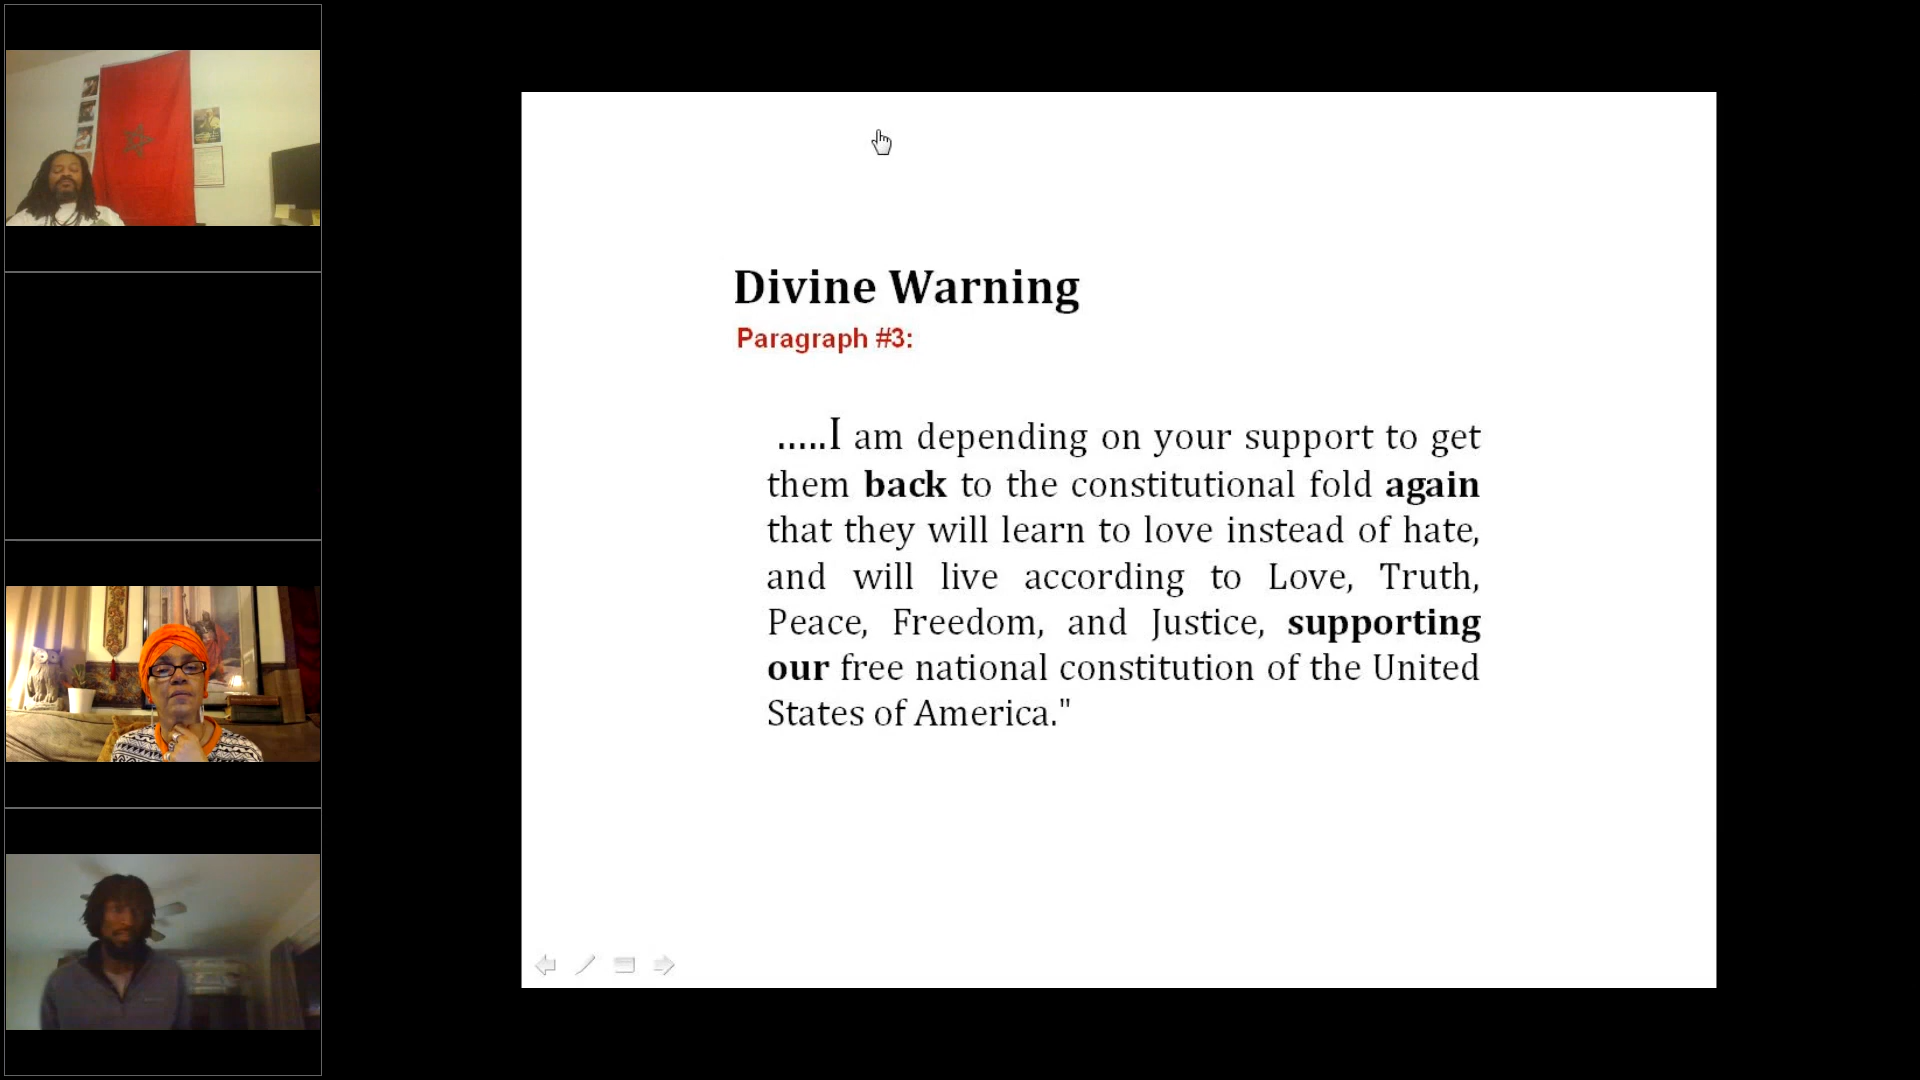 Divine Warning
Paragraph #3:
.....I am depending on your support to get
them back to the constitutional fold again
that they will learn to love instead of hate,
and will live according to Love, Truth,
Peace, Freedom, and Justice, supporting
our free national constitution of the United
States of America."